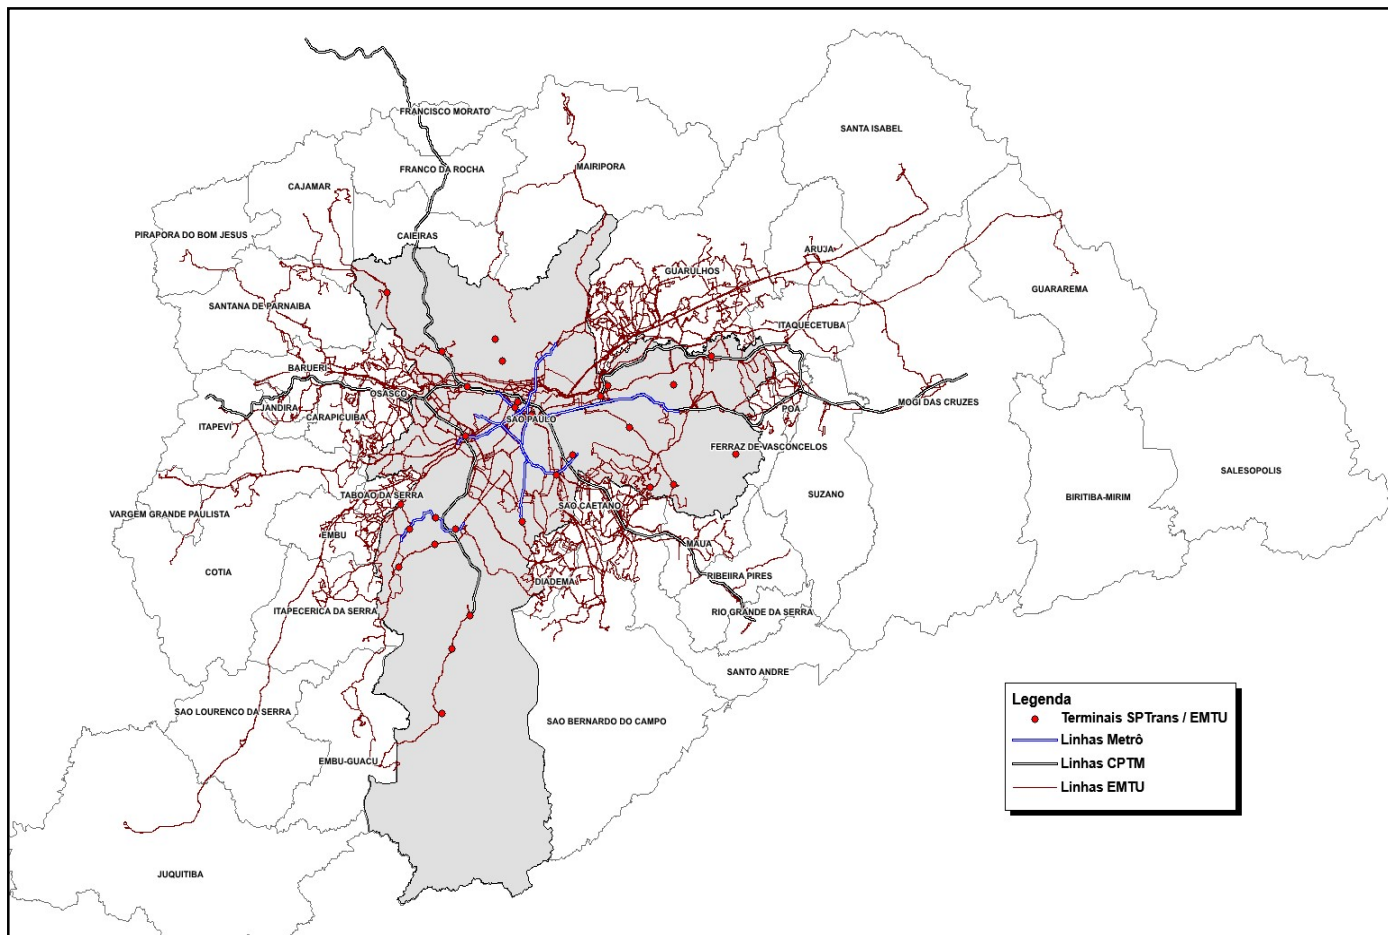 FRANCISCO MORATO
SANTA ISABEL
FRANCO DA ROCHA
MAIRIPORA
CAJAMAR
PIRAPORA DO BOM JESUS
CAIEIRAS
ARUJA
GUARULHOS
GUARAREMA
SANTANA DE PARNAIBA
ITAQUECETUBA
BARUERI
OSASCO
MOGI DAS CRUZES
JANDIRA
CARAPICUIBA
POA
SAO PAULO
ITAPEVI
FERRAZ DE VASCONCELOS
SALESOPOLIS
TABOAO DA SERRA
SUZANO
BIRITIBA-MIRIM
SAO CAETANO
VARGEM GRANDE PAULISTA
EMBU
MAUA
COTIA
RIBEIRA PIRES
DIADEMA
ITAPECERICA DA SERRA
RIO GRANDE DA SERRA
SANTO ANDRE
SAO LOURENCO DA SERRA
SAO BERNARDO DO CAMPO
EMBU-GUACU
JUQUITIBA
Legenda
Terminais SPTrans / EMTU
Linhas Metrô
Linhas CPTM
Linhas EMTU